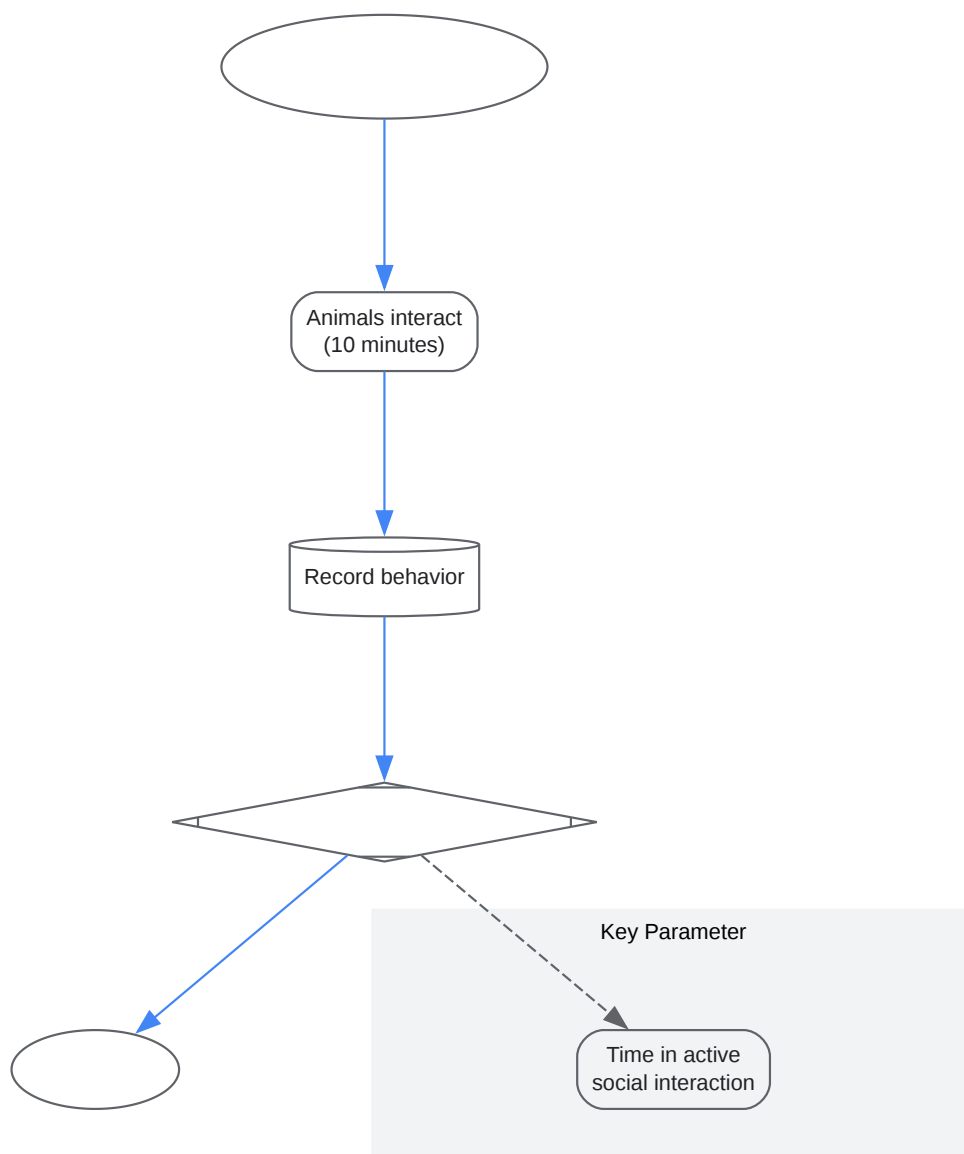 Animals interact
(10 minutes)
Record behavior
Key Parameter
Time in active
social interaction